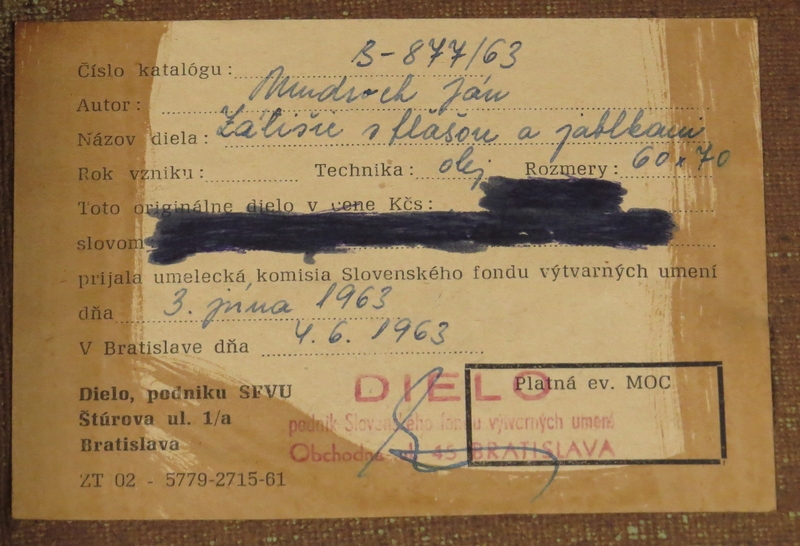 Číslo katalógu: B-877/63
Autor: Mudroch Ján
Názov diela: Zátišie s fľašou a jablkami
Rok vzniku: Technika: olej Rozmery: 60x70
Toto originálne dielo v cene Kčs:
slovom
prijala umelecká komisia Slovenského fondu výtvarných umení
dňa 3. júna 1963
V Bratislave dňa 4.6.1963
Dielo, podniku SFVU
Štúrova ul. 1/a
Bratislava
ZT 02 - 5779-2715-61
DIELO
podnik Slovenského fondu výtvarných umení
Obchodná 45 BRATISLAVA
Platná ev. MOC